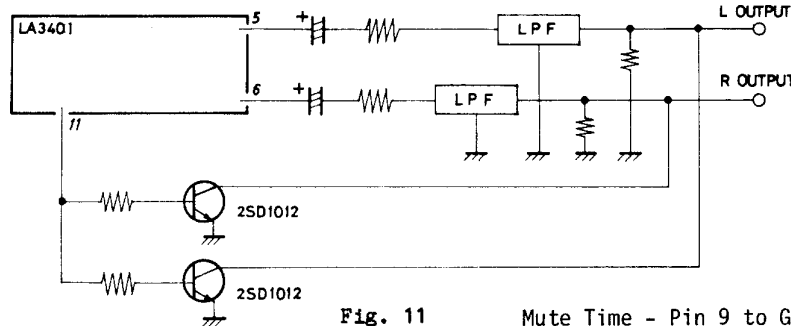 LA3401
5
+
LPF
L OUTPUT
6
+
LPF
R OUTPUT
11
2SD1012
2SD1012
Fig. 11
Mute Time - Pin 9 to G